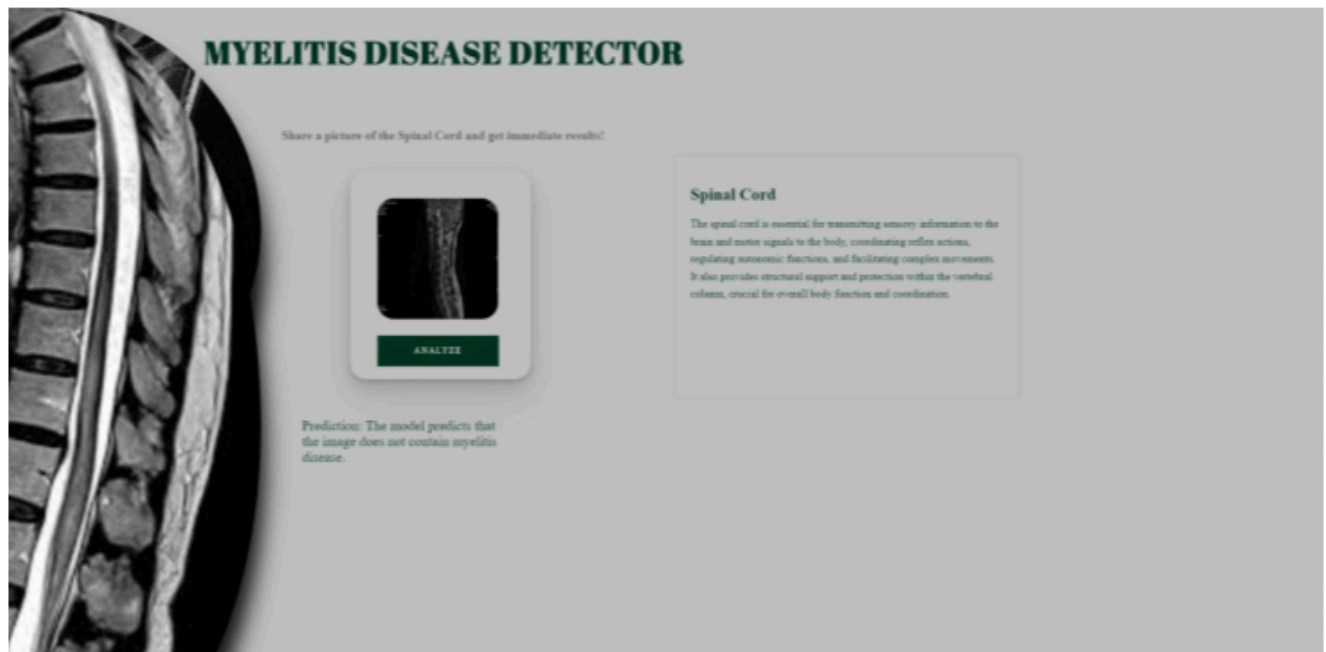 MYELITIS DISEASE DETECTOR
Share a picture of the Spinal Cord and get immediate results!
ANALYZE
Prediction: The model predicts that
the image does not contain myelitis
disease.
Spinal Cord
The spinal cord is essential for transmitting sensory information to the
brain and motor signals to the body, coordinating reflex actions,
regulating autonomic functions, and facilitating complex movements.
It also provides structural support and protection within the vertebral
column, crucial for overall body function and coordination.